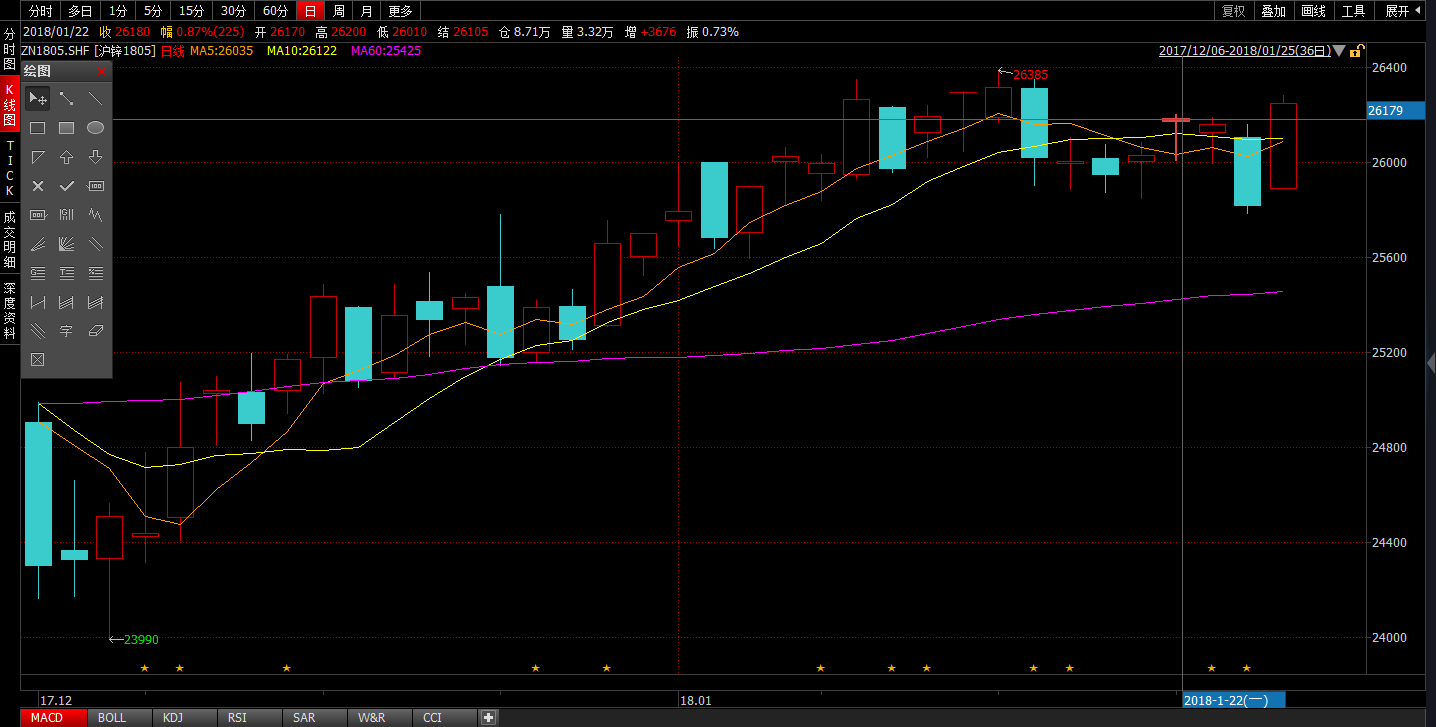 分时 多日 1分 5分 15分 30分 60分 日 周 月 更多 复权 叠加 画线 工具 展开
2018/01/22 收 26180 幅 0.87%(225) 开 26170 高 26200 低 26010 结 26105 仓 8.71万 量 3.32万 增 +3676 振 0.73%
ZN1805.SHF [沪锌1805] 日线 MA5:26035 MA10:26122 MA60:25425 2017/12/06-2018/01/25(36日)
分时图
K线图
TICK
成交明细
深度资料
绘图
字
26385
23990
26400
26179
26000
25600
25200
24800
24400
24000
17.12 18.01 2018-1-22(一)
MACD BOLL KDJ RSI SAR W&R CCI